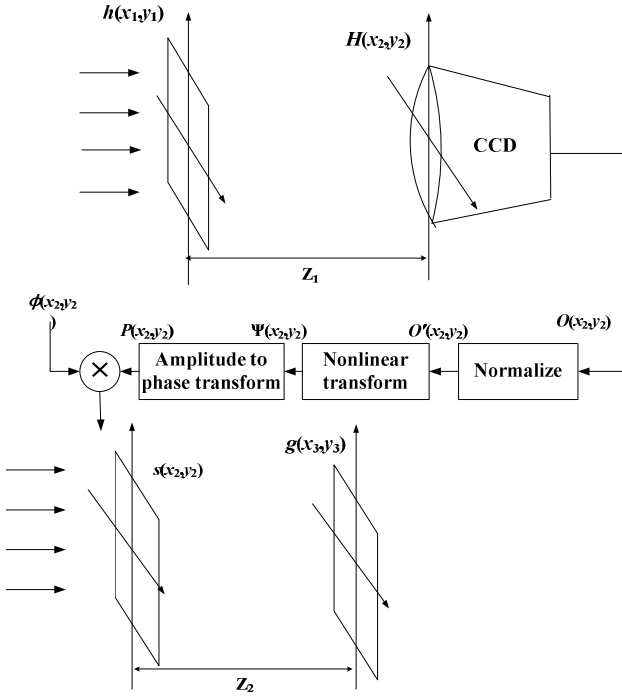 h(x₁,y₁)
H(x₂,y₂)
CCD
Z₁
ϕ(x₂,y₂
)
P(x₂,y₂)
Ψ(x₂,y₂)
O'(x₂,y₂)
O(x₂,y₂)
×
Amplitude to
phase transform
Nonlinear
transform
Normalize
s(x₂,y₂)
g(x₃,y₃)
Z₂